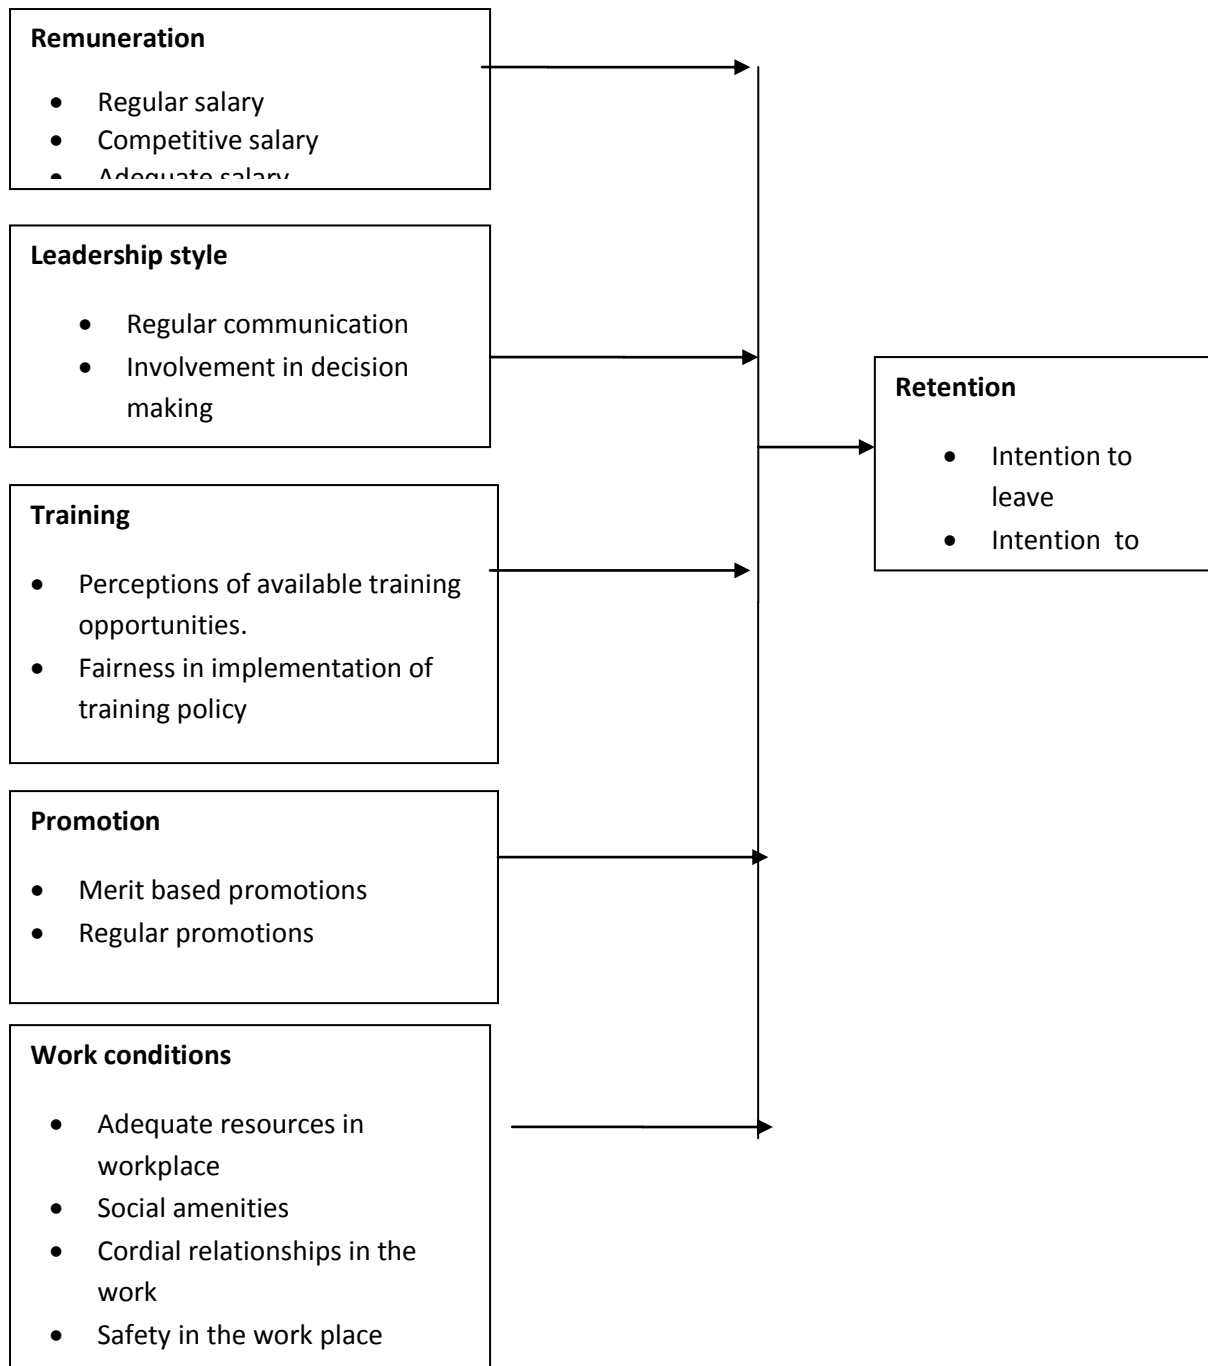 Remuneration
• Regular salary
• Competitive salary
• Adequate salary
Leadership style
• Regular communication
• Involvement in decision
making
Training
• Perceptions of available training
opportunities.
• Fairness in implementation of
training policy
Promotion
• Merit based promotions
• Regular promotions
Work conditions
• Adequate resources in
workplace
• Social amenities
• Cordial relationships in the
work
• Safety in the work place
Retention
• Intention to
leave
• Intention  to